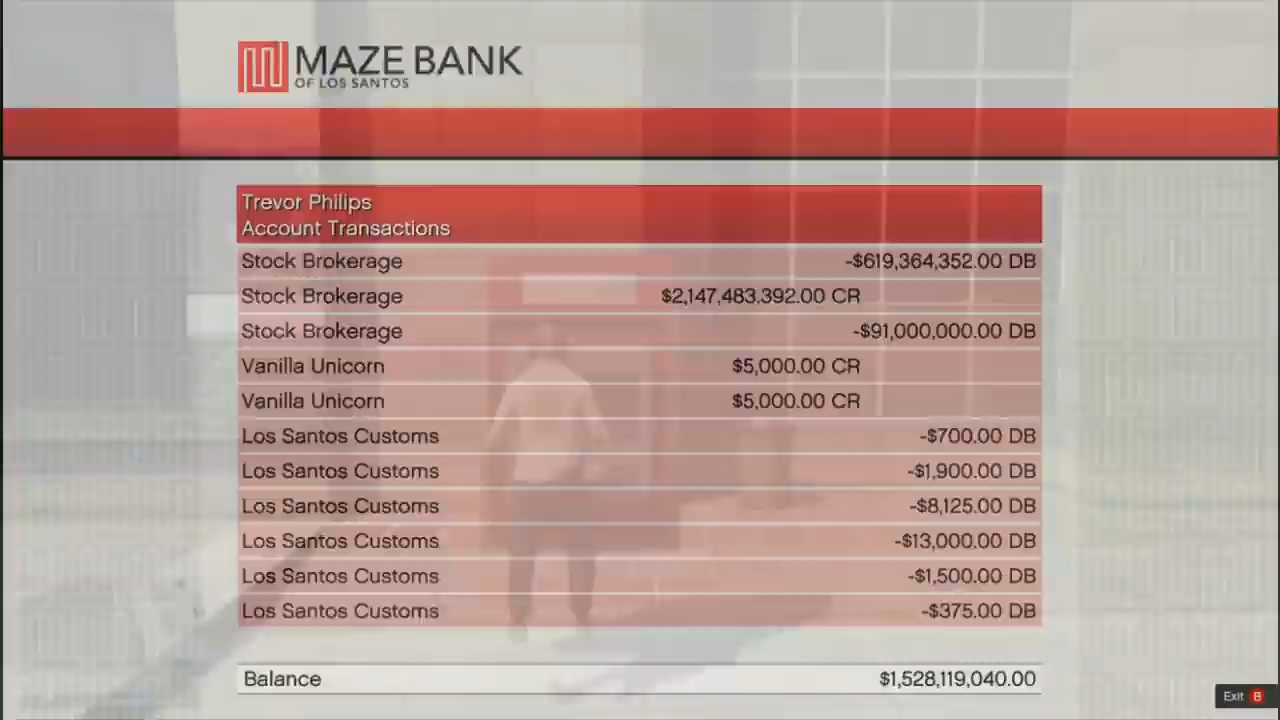 MAZE BANK
OF LOS SANTOS
Trevor Philips
Account Transactions
Stock Brokerage -$619,364,352.00 DB
Stock Brokerage $2,147,483,392.00 CR
Stock Brokerage -$91,000,000.00 DB
Vanilla Unicorn $5,000.00 CR
Vanilla Unicorn $5,000.00 CR
Los Santos Customs -$700.00 DB
Los Santos Customs -$1,900.00 DB
Los Santos Customs -$8,125.00 DB
Los Santos Customs -$13,000.00 DB
Los Santos Customs -$1,500.00 DB
Los Santos Customs -$375.00 DB
Balance $1,528,119,040.00
Exit B